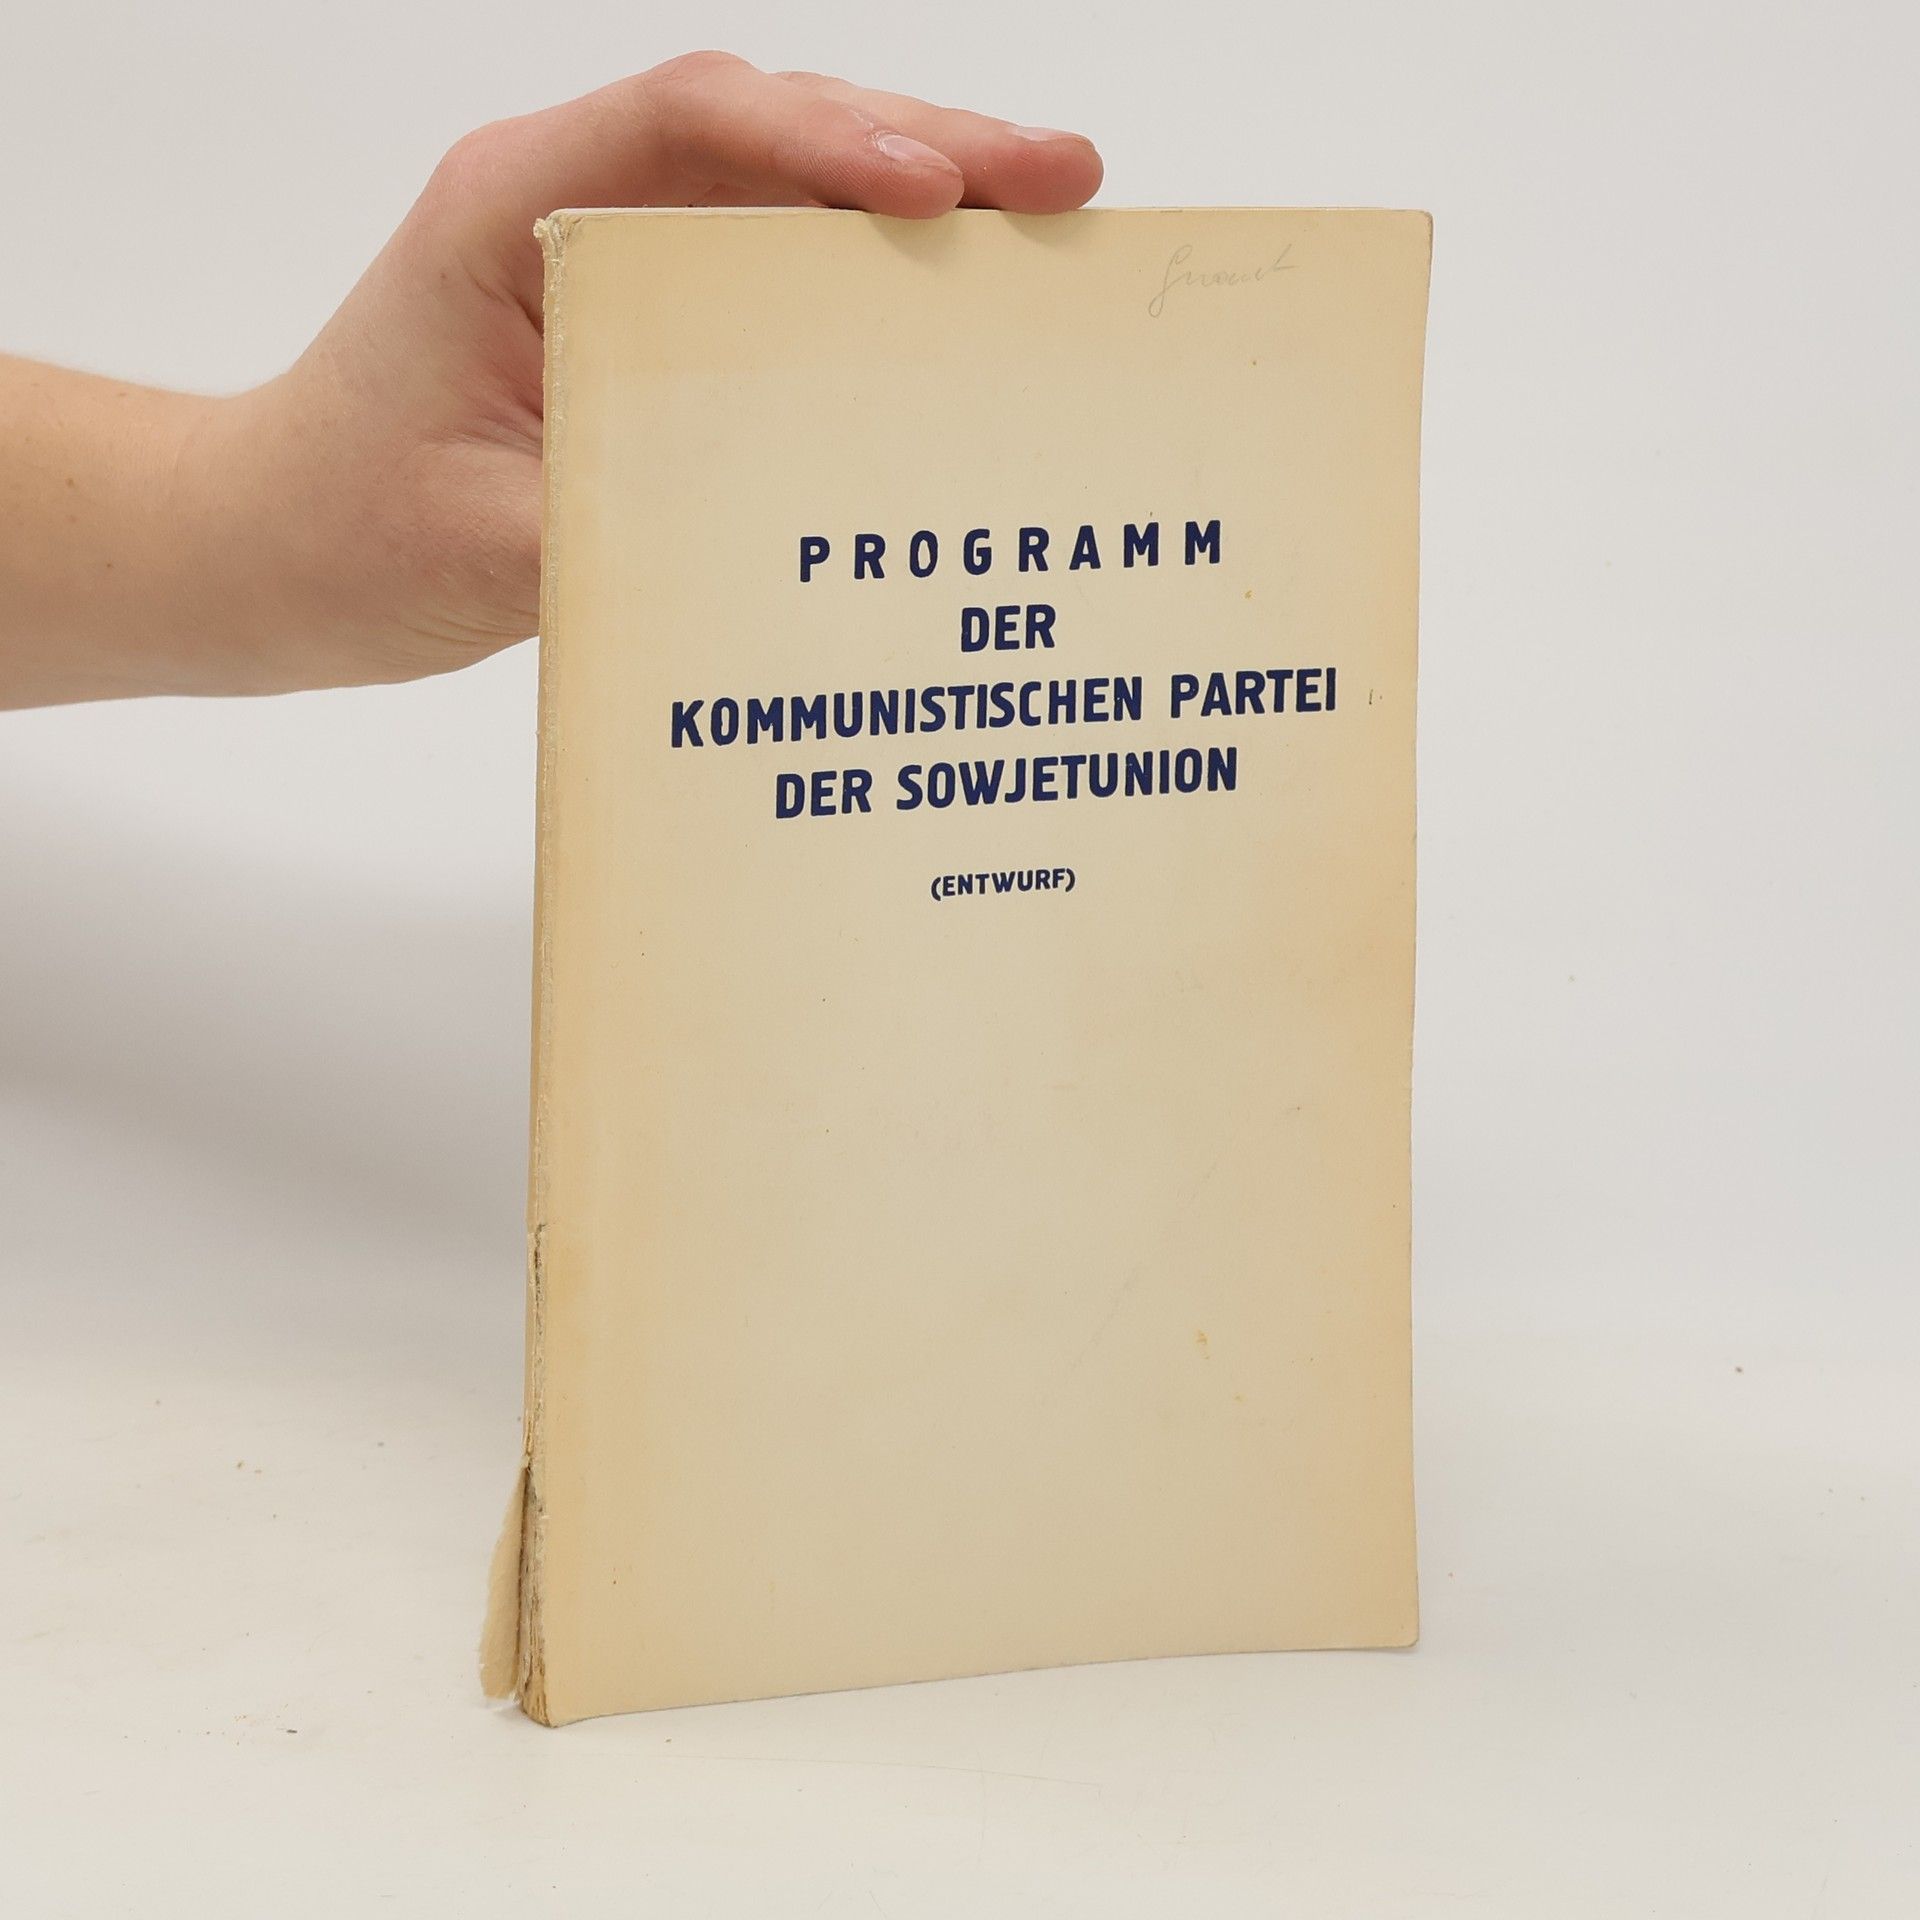 PROGRAMM
DER
KOMMUNISTISCHEN PARTEI
DER SOWJETUNION
(ENTWURF)